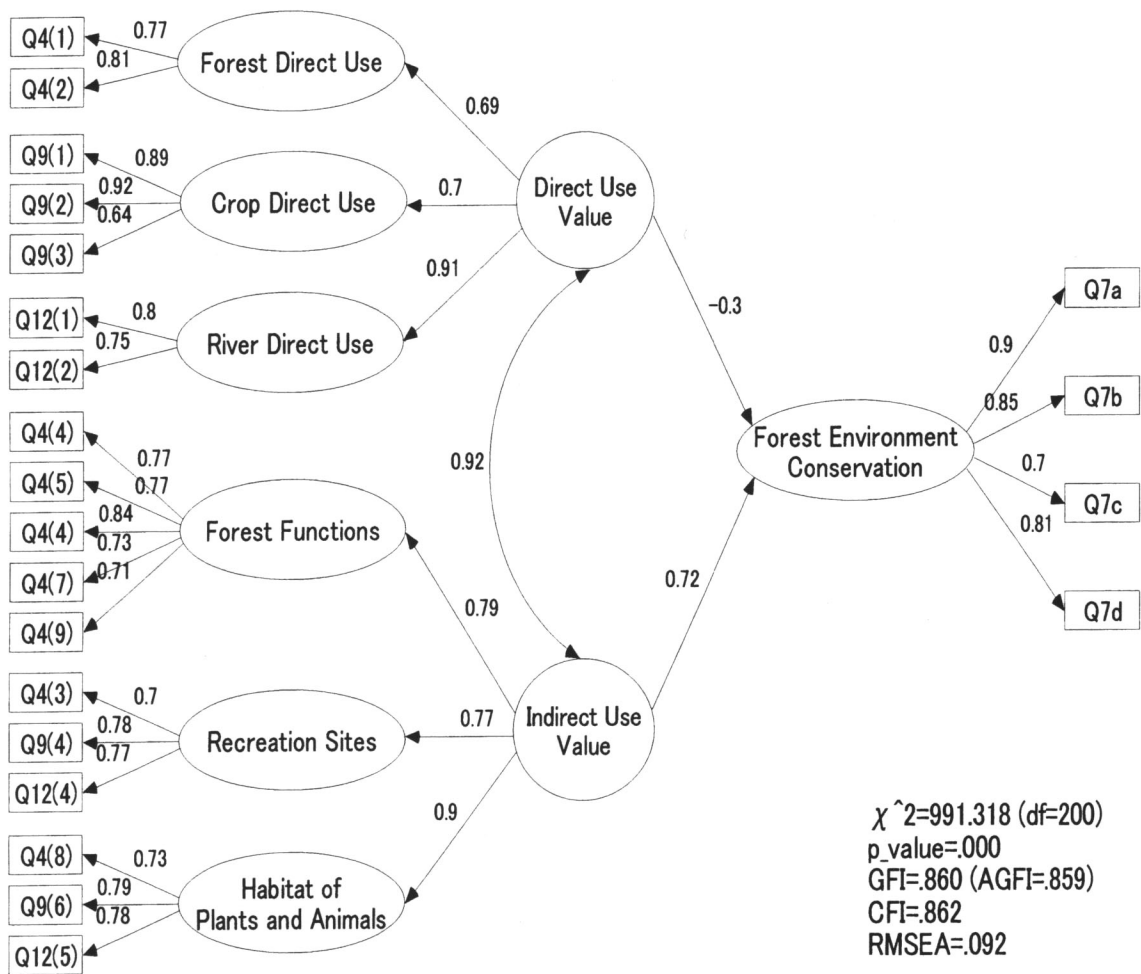 Q4(1)
0.77
0.81
Q4(2)
Forest Direct Use
0.69
Q9(1)
0.89
Q9(2)
0.92
0.64
Q9(3)
Crop Direct Use
0.7
Direct Use
Value
Q12(1)
0.8
0.75
Q12(2)
River Direct Use
0.91
-0.3
Q7a
0.9
Q7b
0.85
Forest Environment
Conservation
0.7
Q7c
0.81
Q7d
0.92
Q4(4)
0.77
Q4(5)
0.77
Q4(4)
0.84
0.73
Q4(7)
0.71
Q4(9)
Forest Functions
0.79
0.72
Q4(3)
0.7
Q9(4)
0.78
0.77
Q12(4)
Recreation Sites
0.77
Indirect Use
Value
Q4(8)
0.73
Q9(6)
0.79
0.78
Q12(5)
Habitat of
Plants and Animals
0.9
χ^2=991.318 (df=200)
p_value=.000
GFI=.860 (AGFI=.859)
CFI=.862
RMSEA=.092